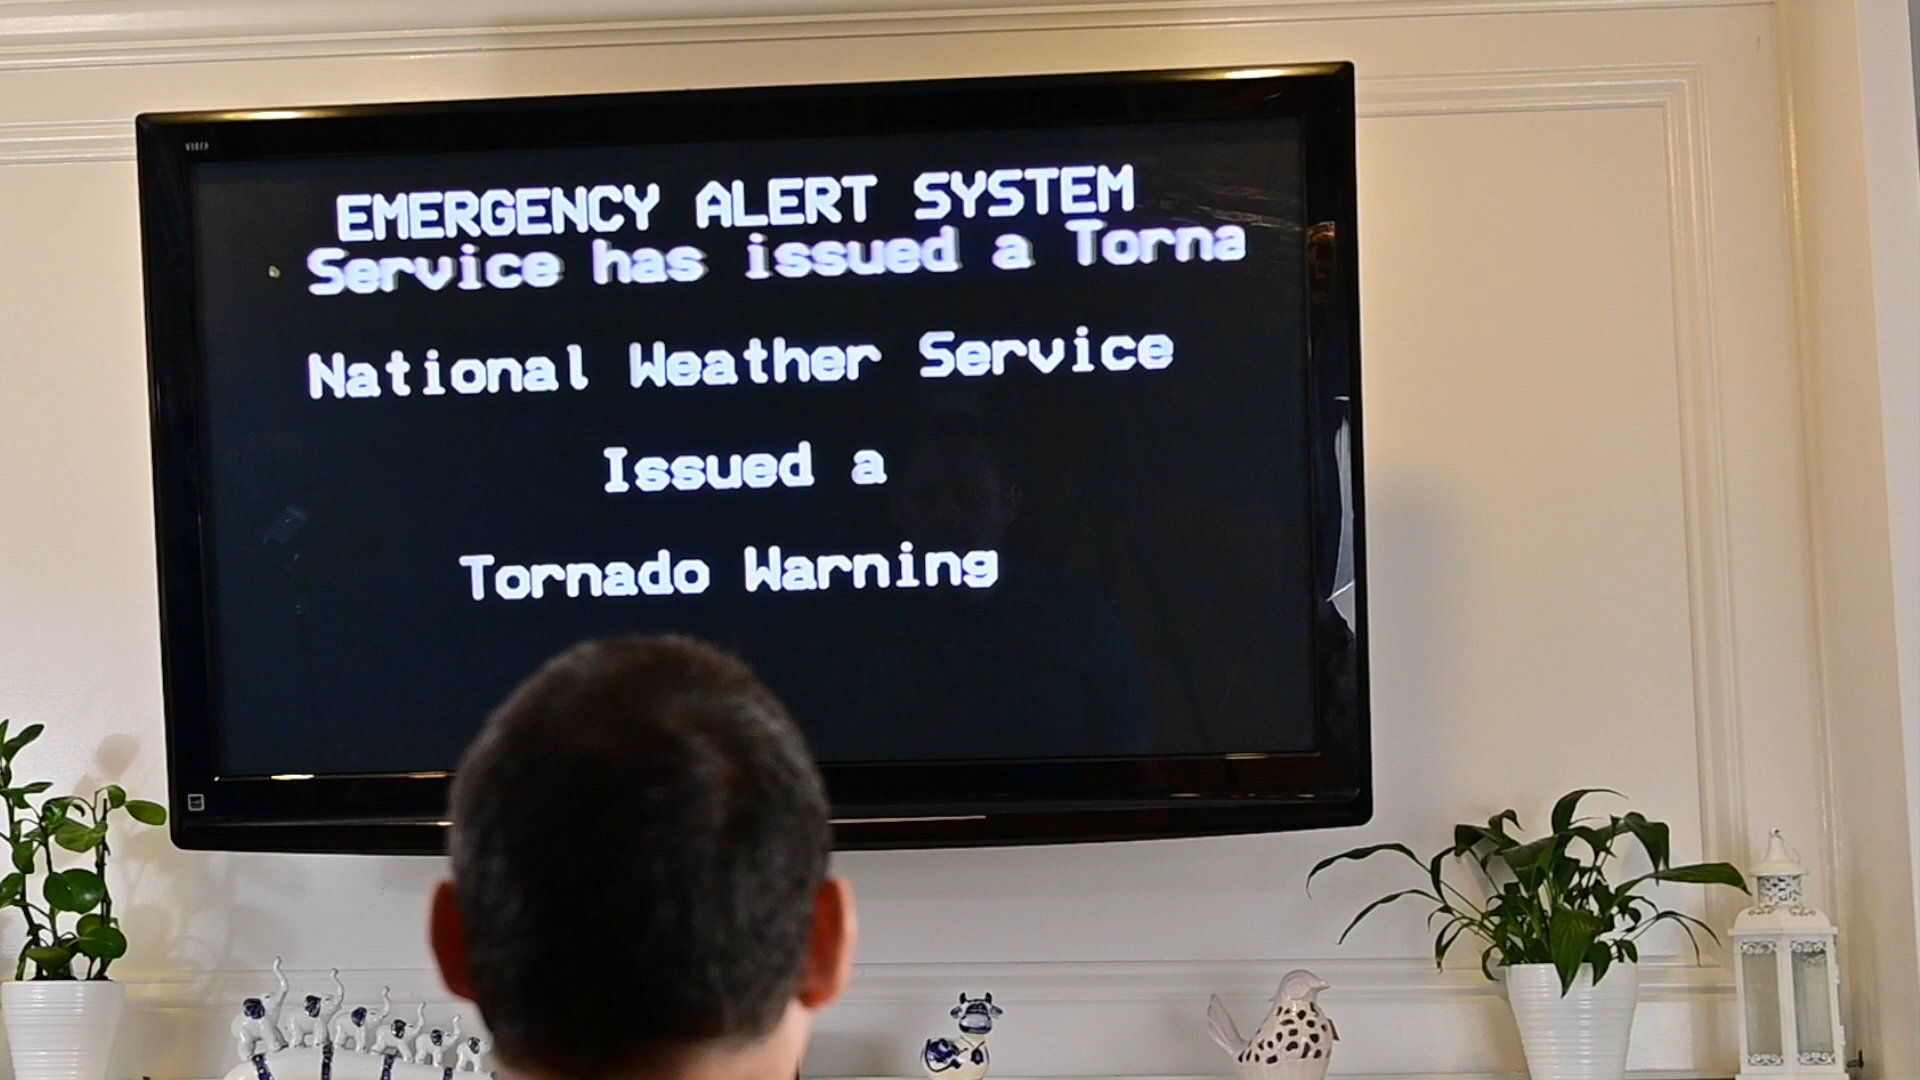 EMERGENCY ALERT SYSTEM
Service has issued a Torna
National Weather Service
Issued a
Tornado Warning